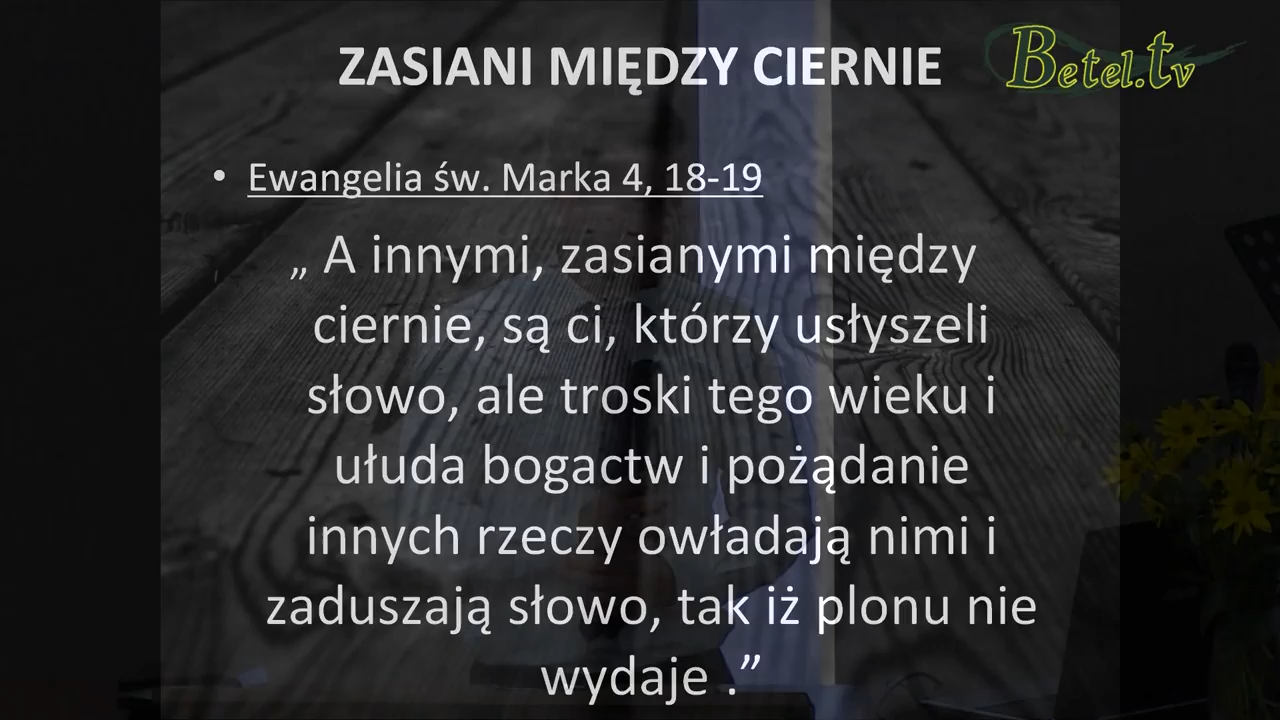 ZASIANI MIĘDZY CIERNIE
Betel.tv
• Ewangelia św. Marka 4, 18-19
„ A innymi, zasianymi między
ciernie, są ci, którzy usłyszeli
słowo, ale troski tego wieku i
ułuda bogactw i pożądanie
innych rzeczy owładają nimi i
zaduszają słowo, tak iż plonu nie
wydaje .”